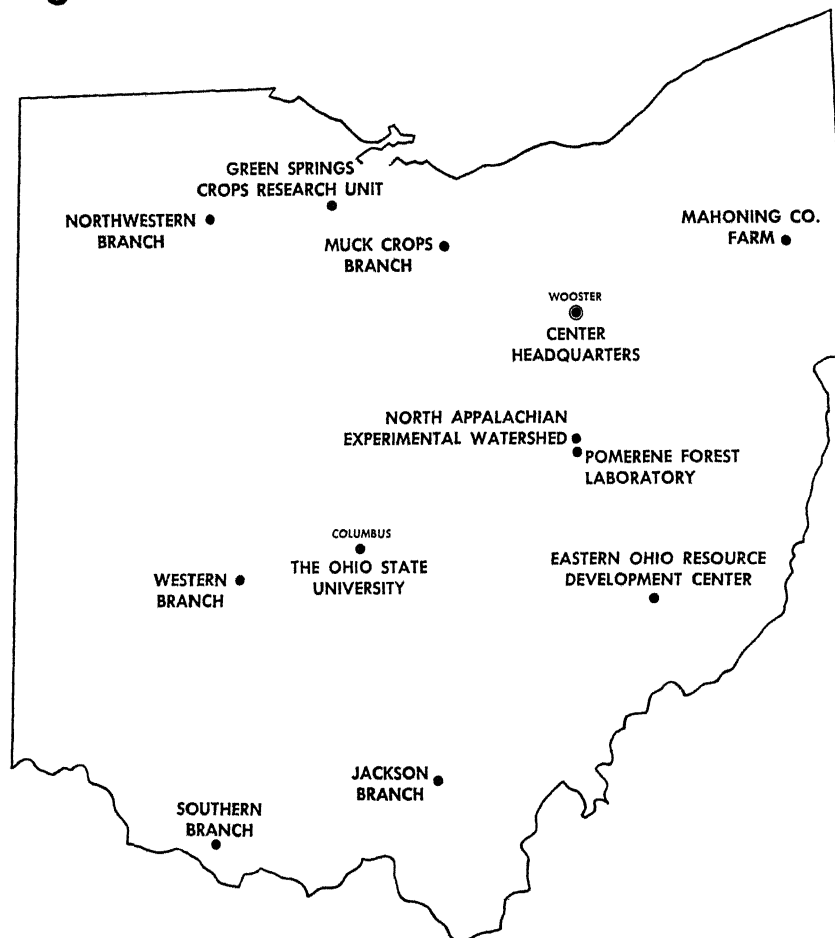 GREEN SPRINGS
CROPS RESEARCH UNIT
NORTHWESTERN
BRANCH
MUCK CROPS
BRANCH
MAHONING CO.
FARM
WOOSTER
CENTER
HEADQUARTERS
NORTH APPALACHIAN
EXPERIMENTAL WATERSHED
POMERENE FOREST
LABORATORY
COLUMBUS
THE OHIO STATE
UNIVERSITY
EASTERN OHIO RESOURCE
DEVELOPMENT CENTER
WESTERN
BRANCH
JACKSON
BRANCH
SOUTHERN
BRANCH